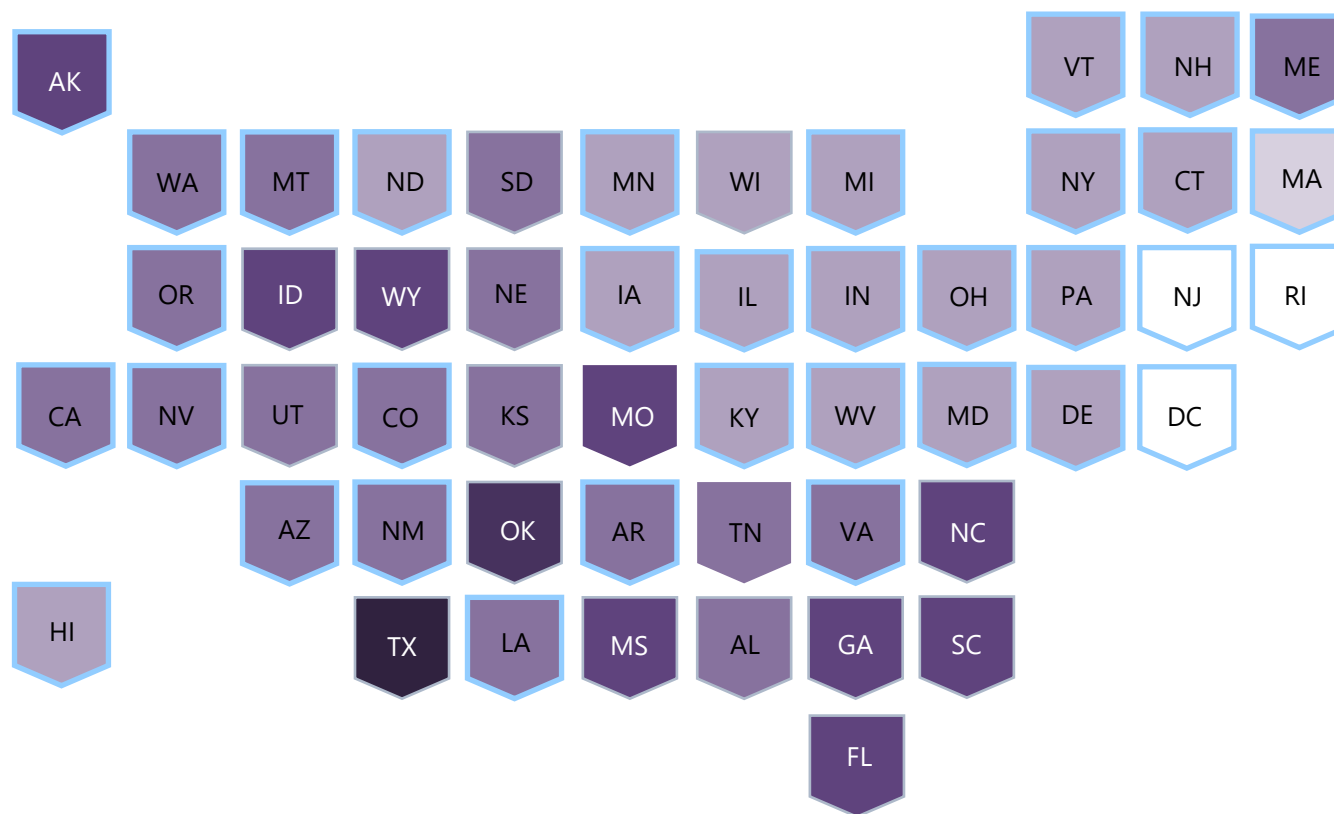 AK
VT NH ME
WA MT ND SD MN WI MI NY CT MA
OR ID WY NE IA IL IN OH PA NJ RI
CA NV UT CO KS MO KY WV MD DE DC
AZ NM OK AR TN VA NC
HI TX LA MS AL GA SC
FL